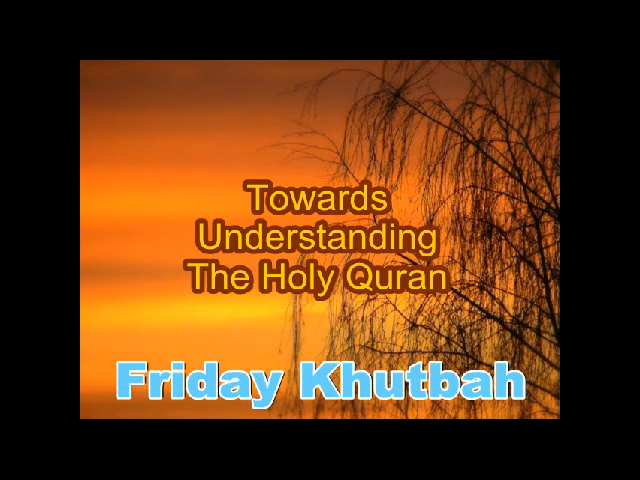 Towards
Understanding
The Holy Quran
Friday Khutbah